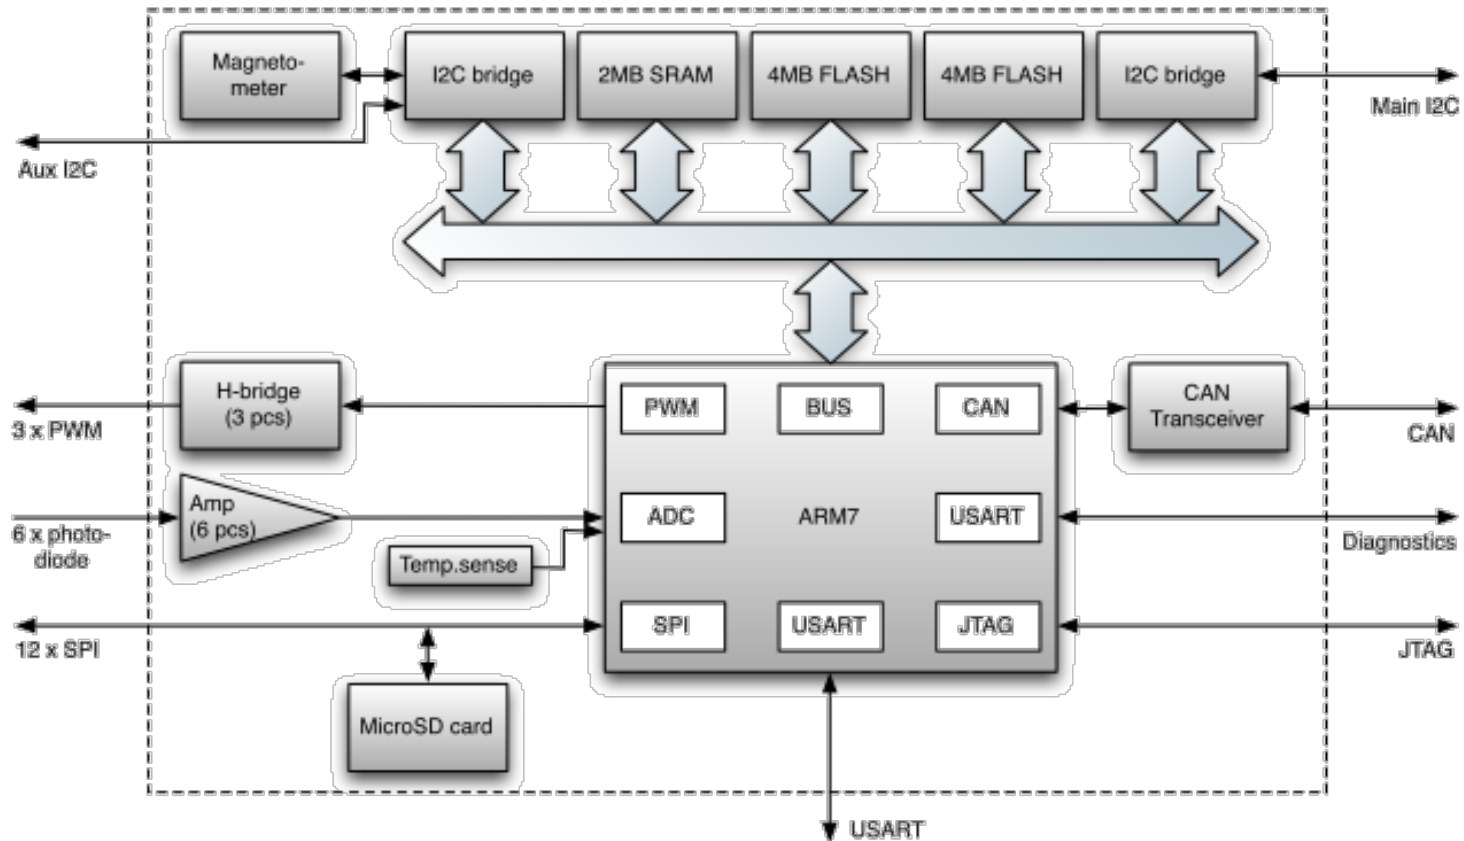 Magneto-
meter
I2C bridge
2MB SRAM
4MB FLASH
4MB FLASH
I2C bridge
Main I2C
Aux I2C
H-bridge
(3 pcs)
3 x PWM
PWM
BUS
CAN
CAN
Transceiver
CAN
Amp
(6 pcs)
6 x photo-
diode
ADC
ARM7
USART
Diagnostics
Temp.sense
12 x SPI
SPI
USART
JTAG
JTAG
MicroSD card
USART